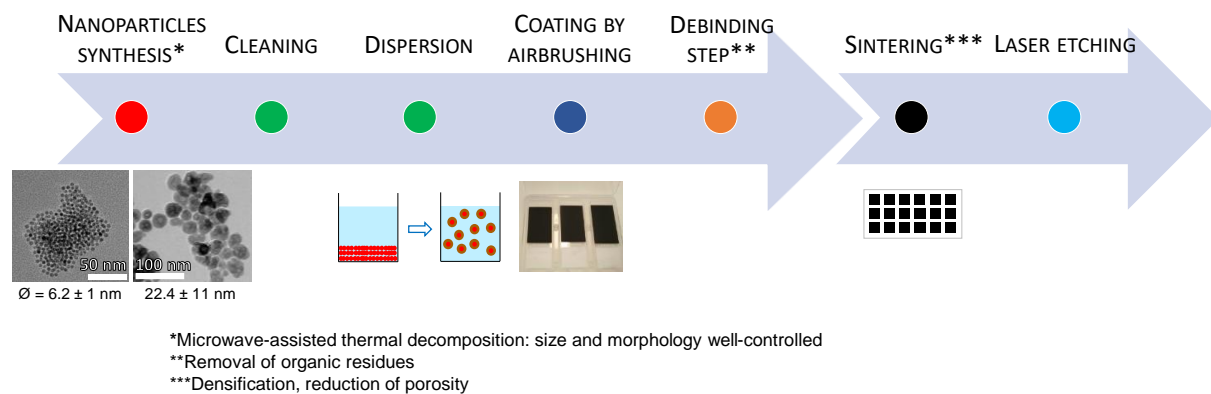 NANOPARTICLES
SYNTHESIS*
CLEANING
DISPERSION
COATING BY
AIRBRUSHING
DEBINDING
STEP**
SINTERING***
LASER ETCHING
50 nm
100 nm
Ø = 6.2 ± 1 nm
22.4 ± 11 nm
*Microwave-assisted thermal decomposition: size and morphology well-controlled
**Removal of organic residues
***Densification, reduction of porosity